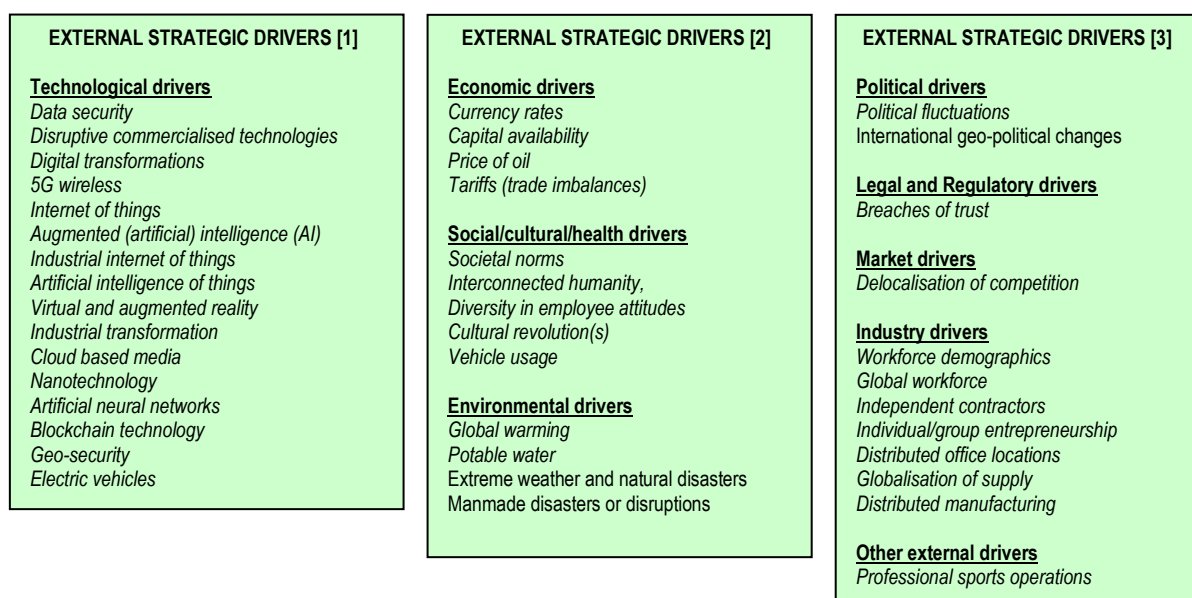 EXTERNAL STRATEGIC DRIVERS [1]
Technological drivers
Data security
Disruptive commercialised technologies
Digital transformations
5G wireless
Internet of things
Augmented (artificial) intelligence (AI)
Industrial internet of things
Artificial intelligence of things
Virtual and augmented reality
Industrial transformation
Cloud based media
Nanotechnology
Artificial neural networks
Blockchain technology
Geo-security
Electric vehicles
EXTERNAL STRATEGIC DRIVERS [2]
Economic drivers
Currency rates
Capital availability
Price of oil
Tariffs (trade imbalances)
Social/cultural/health drivers
Societal norms
Interconnected humanity,
Diversity in employee attitudes
Cultural revolution(s)
Vehicle usage
Environmental drivers
Global warming
Potable water
Extreme weather and natural disasters
Manmade disasters or disruptions
EXTERNAL STRATEGIC DRIVERS [3]
Political drivers
Political fluctuations
International geo-political changes
Legal and Regulatory drivers
Breaches of trust
Market drivers
Delocalisation of competition
Industry drivers
Workforce demographics
Global workforce
Independent contractors
Individual/group entrepreneurship
Distributed office locations
Globalisation of supply
Distributed manufacturing
Other external drivers
Professional sports operations